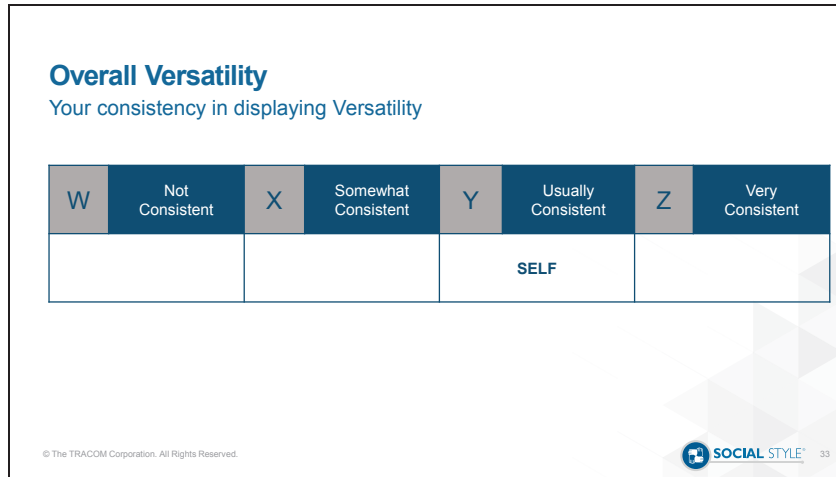 Overall Versatility
Your consistency in displaying Versatility
W
Not
Consistent
X
Somewhat
Consistent
Y
Usually
Consistent
Z
Very
Consistent
SELF
© The TRACOM Corporation. All Rights Reserved.
SOCIAL STYLE®
33